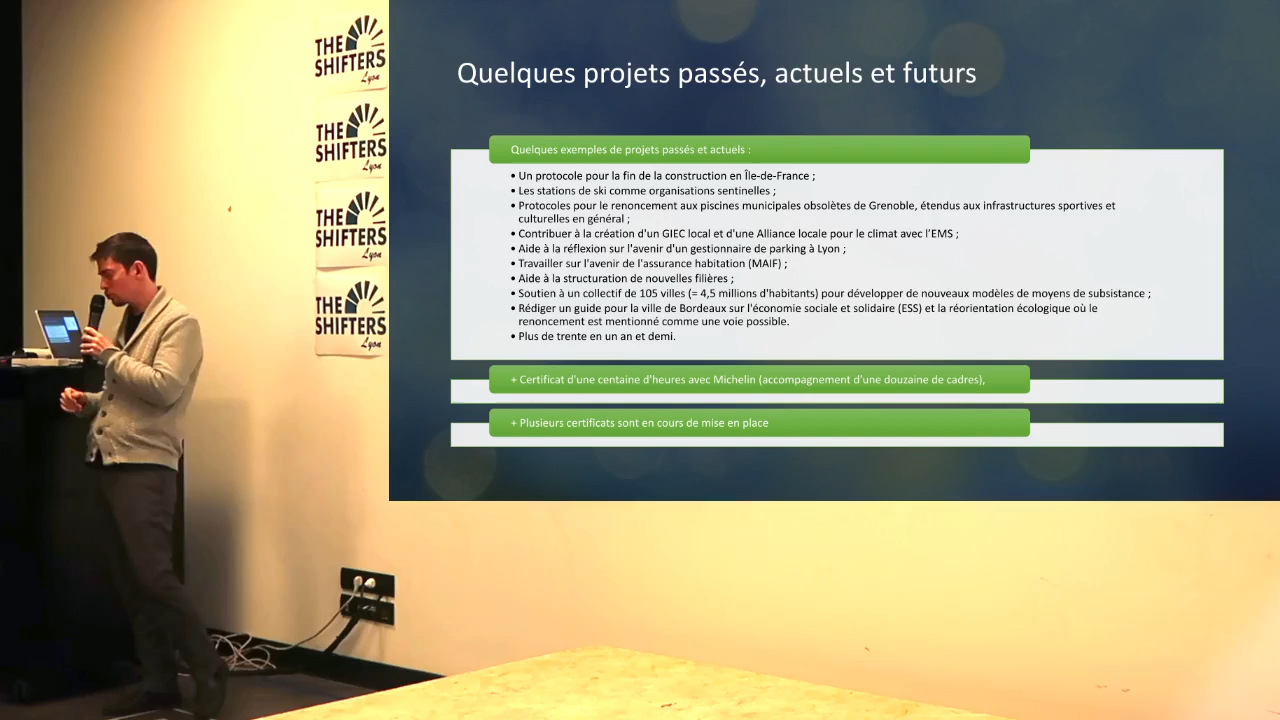 THE
SHIFTERS
Lyon
THE
SHIFTERS
Lyon
THE
SHIFTERS
Lyon
THE
SHIFTERS
Lyon
Quelques projets passés, actuels et futurs
Quelques exemples de projets passés et actuels :
• Un protocole pour la fin de la construction en Île-de-France ;
• Les stations de ski comme organisations sentinelles ;
• Protocoles pour le renoncement aux piscines municipales obsolètes de Grenoble, étendus aux infrastructures sportives et
culturelles en général ;
• Contribuer à la création d'un GIEC local et d'une Alliance locale pour le climat avec l'EMS ;
• Aide à la réflexion sur l'avenir d'un gestionnaire de parking à Lyon ;
• Travailler sur l'avenir de l'assurance habitation (MAIF) ;
• Aide à la structuration de nouvelles filières ;
• Soutien à un collectif de 105 villes (= 4,5 millions d'habitants) pour développer de nouveaux modèles de moyens de subsistance ;
• Rédiger un guide pour la ville de Bordeaux sur l'économie sociale et solidaire (ESS) et la réorientation écologique où le
renoncement est mentionné comme une voie possible.
• Plus de trente en un an et demi.
+ Certificat d'une centaine d'heures avec Michelin (accompagnement d'une douzaine de cadres),
+ Plusieurs certificats sont en cours de mise en place